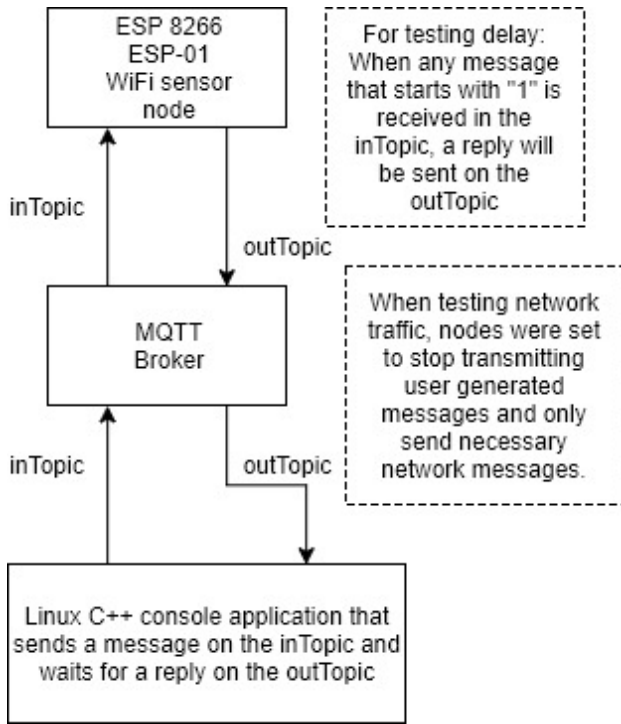 ESP 8266
ESP-01
WiFi sensor
node
For testing delay:
When any message
that starts with "1" is
received in the
inTopic, a reply will
be sent on the
outTopic
inTopic
outTopic
MQTT
Broker
When testing network
traffic, nodes were set
to stop transmitting
user generated
messages and only
send necessary
network messages.
inTopic
outTopic
Linux C++ console application that
sends a message on the inTopic and
waits for a reply on the outTopic